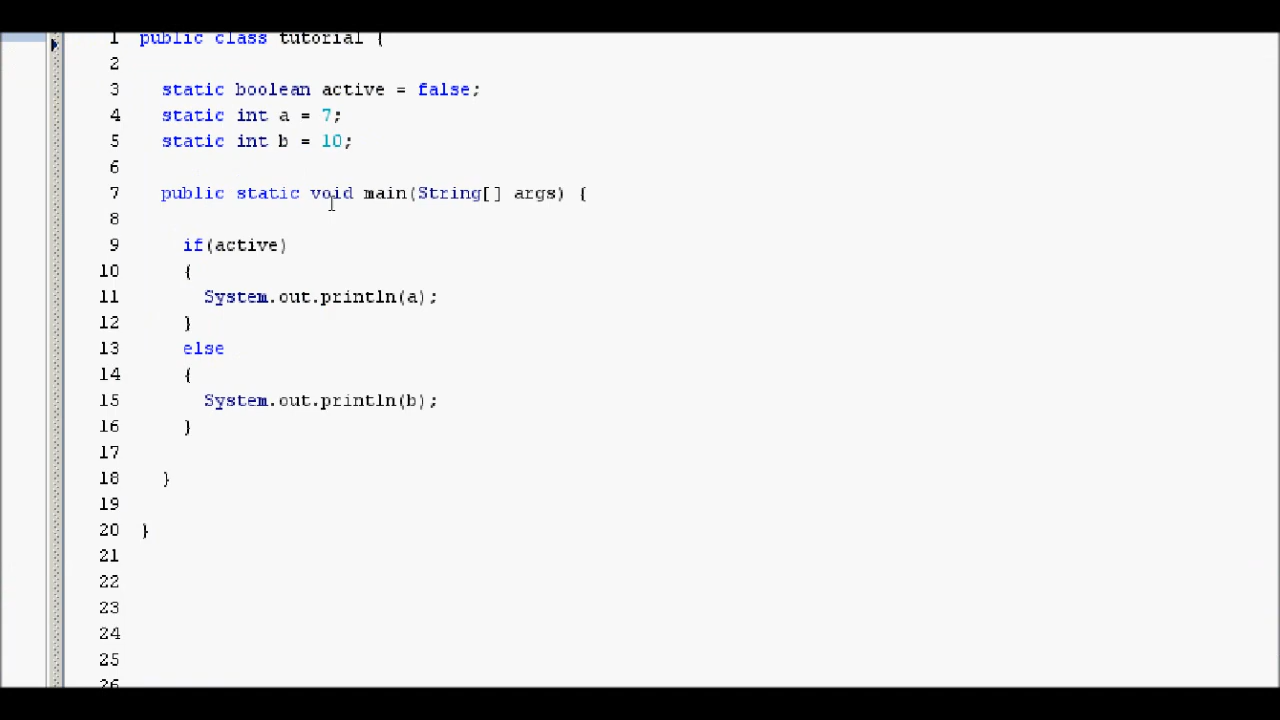 1 public class tutorial {
2
3 static boolean active = false;
4 static int a = 7;
5 static int b = 10;
6
7 public static void main(String[] args) {
8
9 if(active)
10 {
11 System.out.println(a);
12 }
13 else
14 {
15 System.out.println(b);
16 }
17
18 }
19
20 }
21
22
23
24
25
26